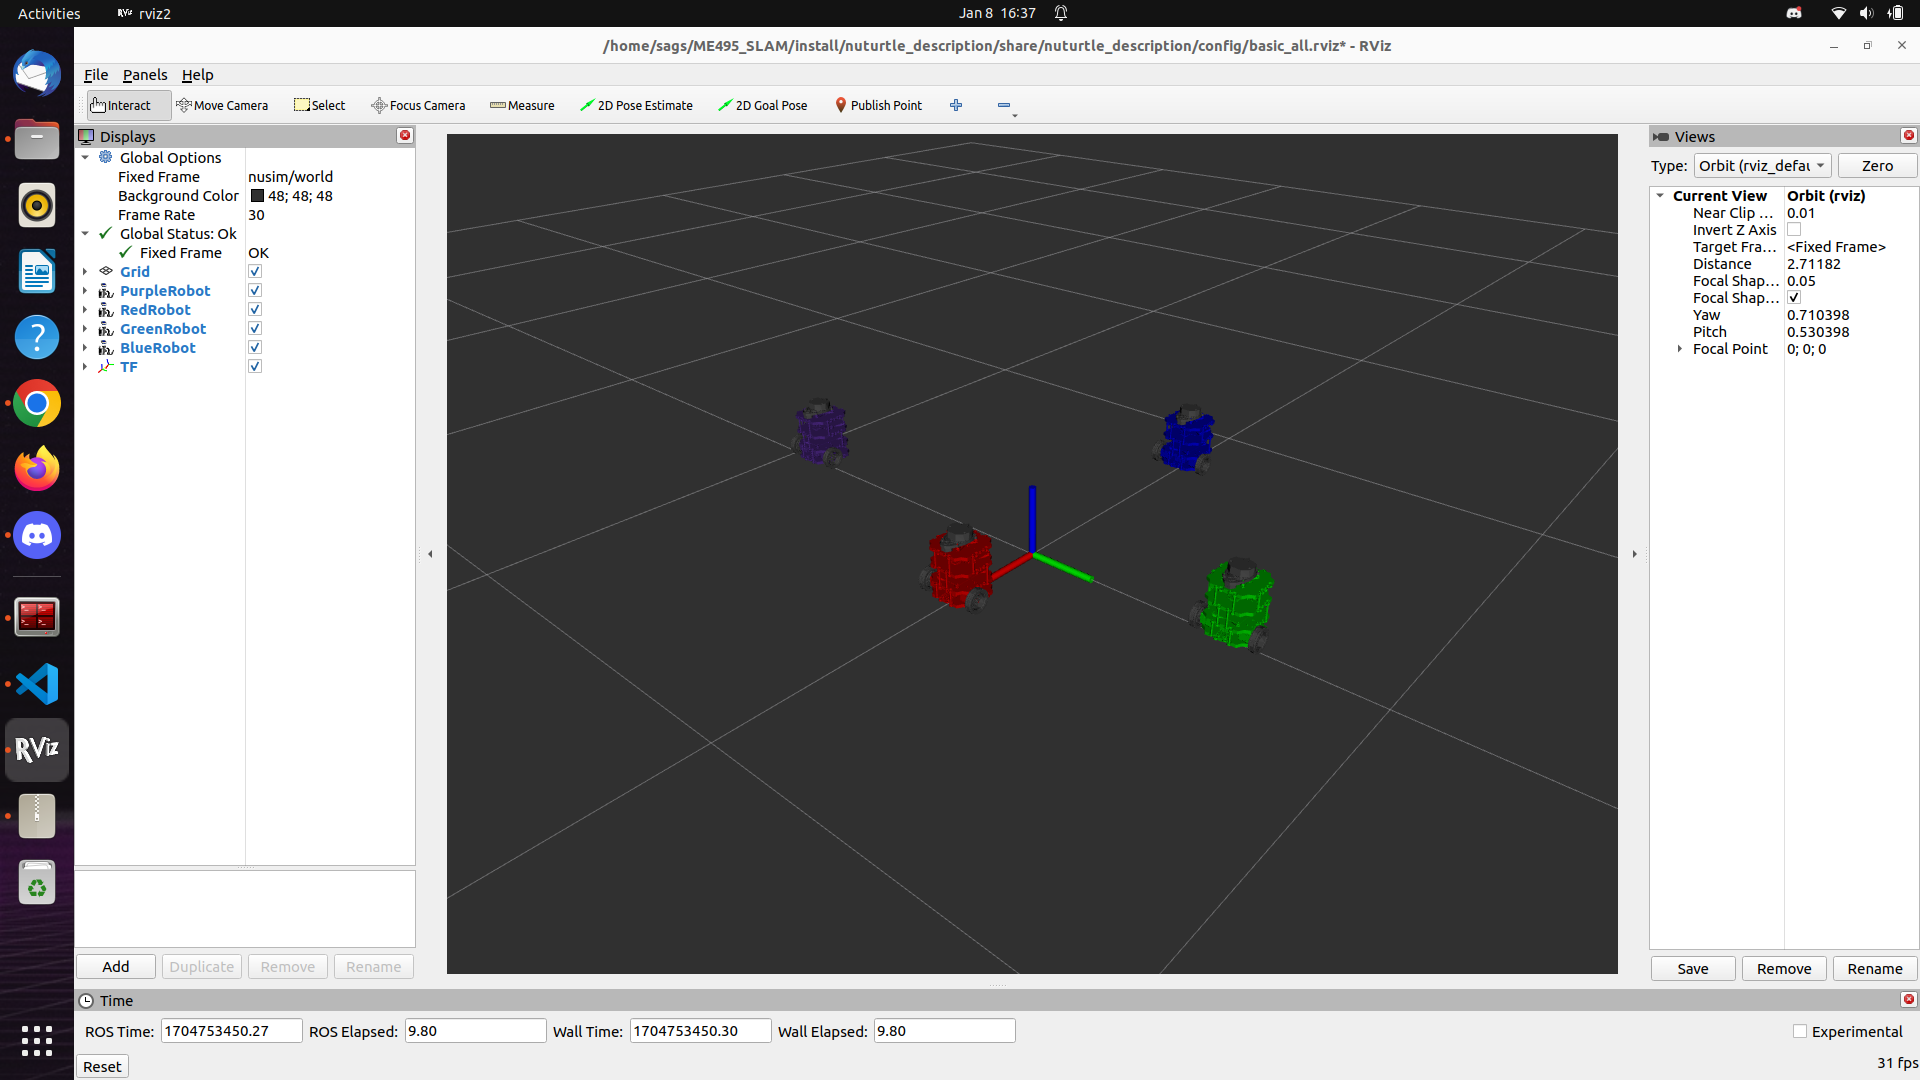 Activities
RViz rviz2
Jan 8 16:37
/home/sags/ME495_SLAM/install/nuturtle_description/share/nuturtle_description/config/basic_all.rviz* - RViz
File Panels Help
Interact Move Camera Select Focus Camera Measure 2D Pose Estimate 2D Goal Pose Publish Point
Displays
Global Options
Fixed Frame nusim/world
Background Color 48; 48; 48
Frame Rate 30
Global Status: Ok
Fixed Frame OK
Grid
PurpleRobot
RedRobot
GreenRobot
BlueRobot
TF
Add Duplicate Remove Rename
Views
Type: Orbit (rviz_defau Zero
Current View Orbit (rviz)
Near Clip ... 0.01
Invert Z Axis
Target Fra... <Fixed Frame>
Distance 2.71182
Focal Shap... 0.05
Focal Shap...
Yaw 0.710398
Pitch 0.530398
Focal Point 0; 0; 0
Save Remove Rename
RViz
Time
ROS Time: 1704753450.27 ROS Elapsed: 9.80 Wall Time: 1704753450.30 Wall Elapsed: 9.80 Experimental
Reset
31 fps